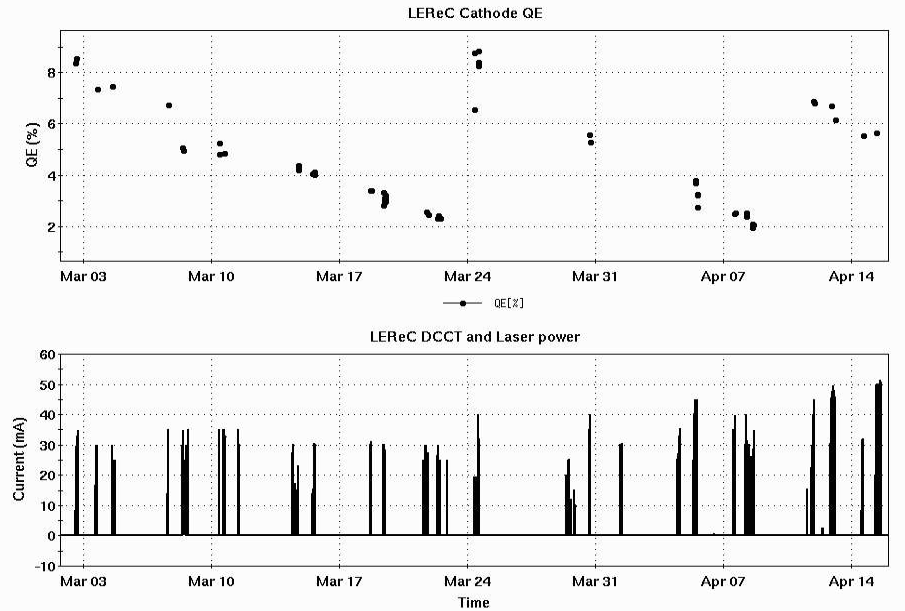 LEReC Cathode QE
QE (%)
8
6
4
2
Mar 03 Mar 10 Mar 17 Mar 24 Mar 31 Apr 07 Apr 14
QE[%]
LEReC DCCT and Laser power
Current (mA)
60
50
40
30
20
10
0
-10
Mar 03 Mar 10 Mar 17 Mar 24 Mar 31 Apr 07 Apr 14
Time